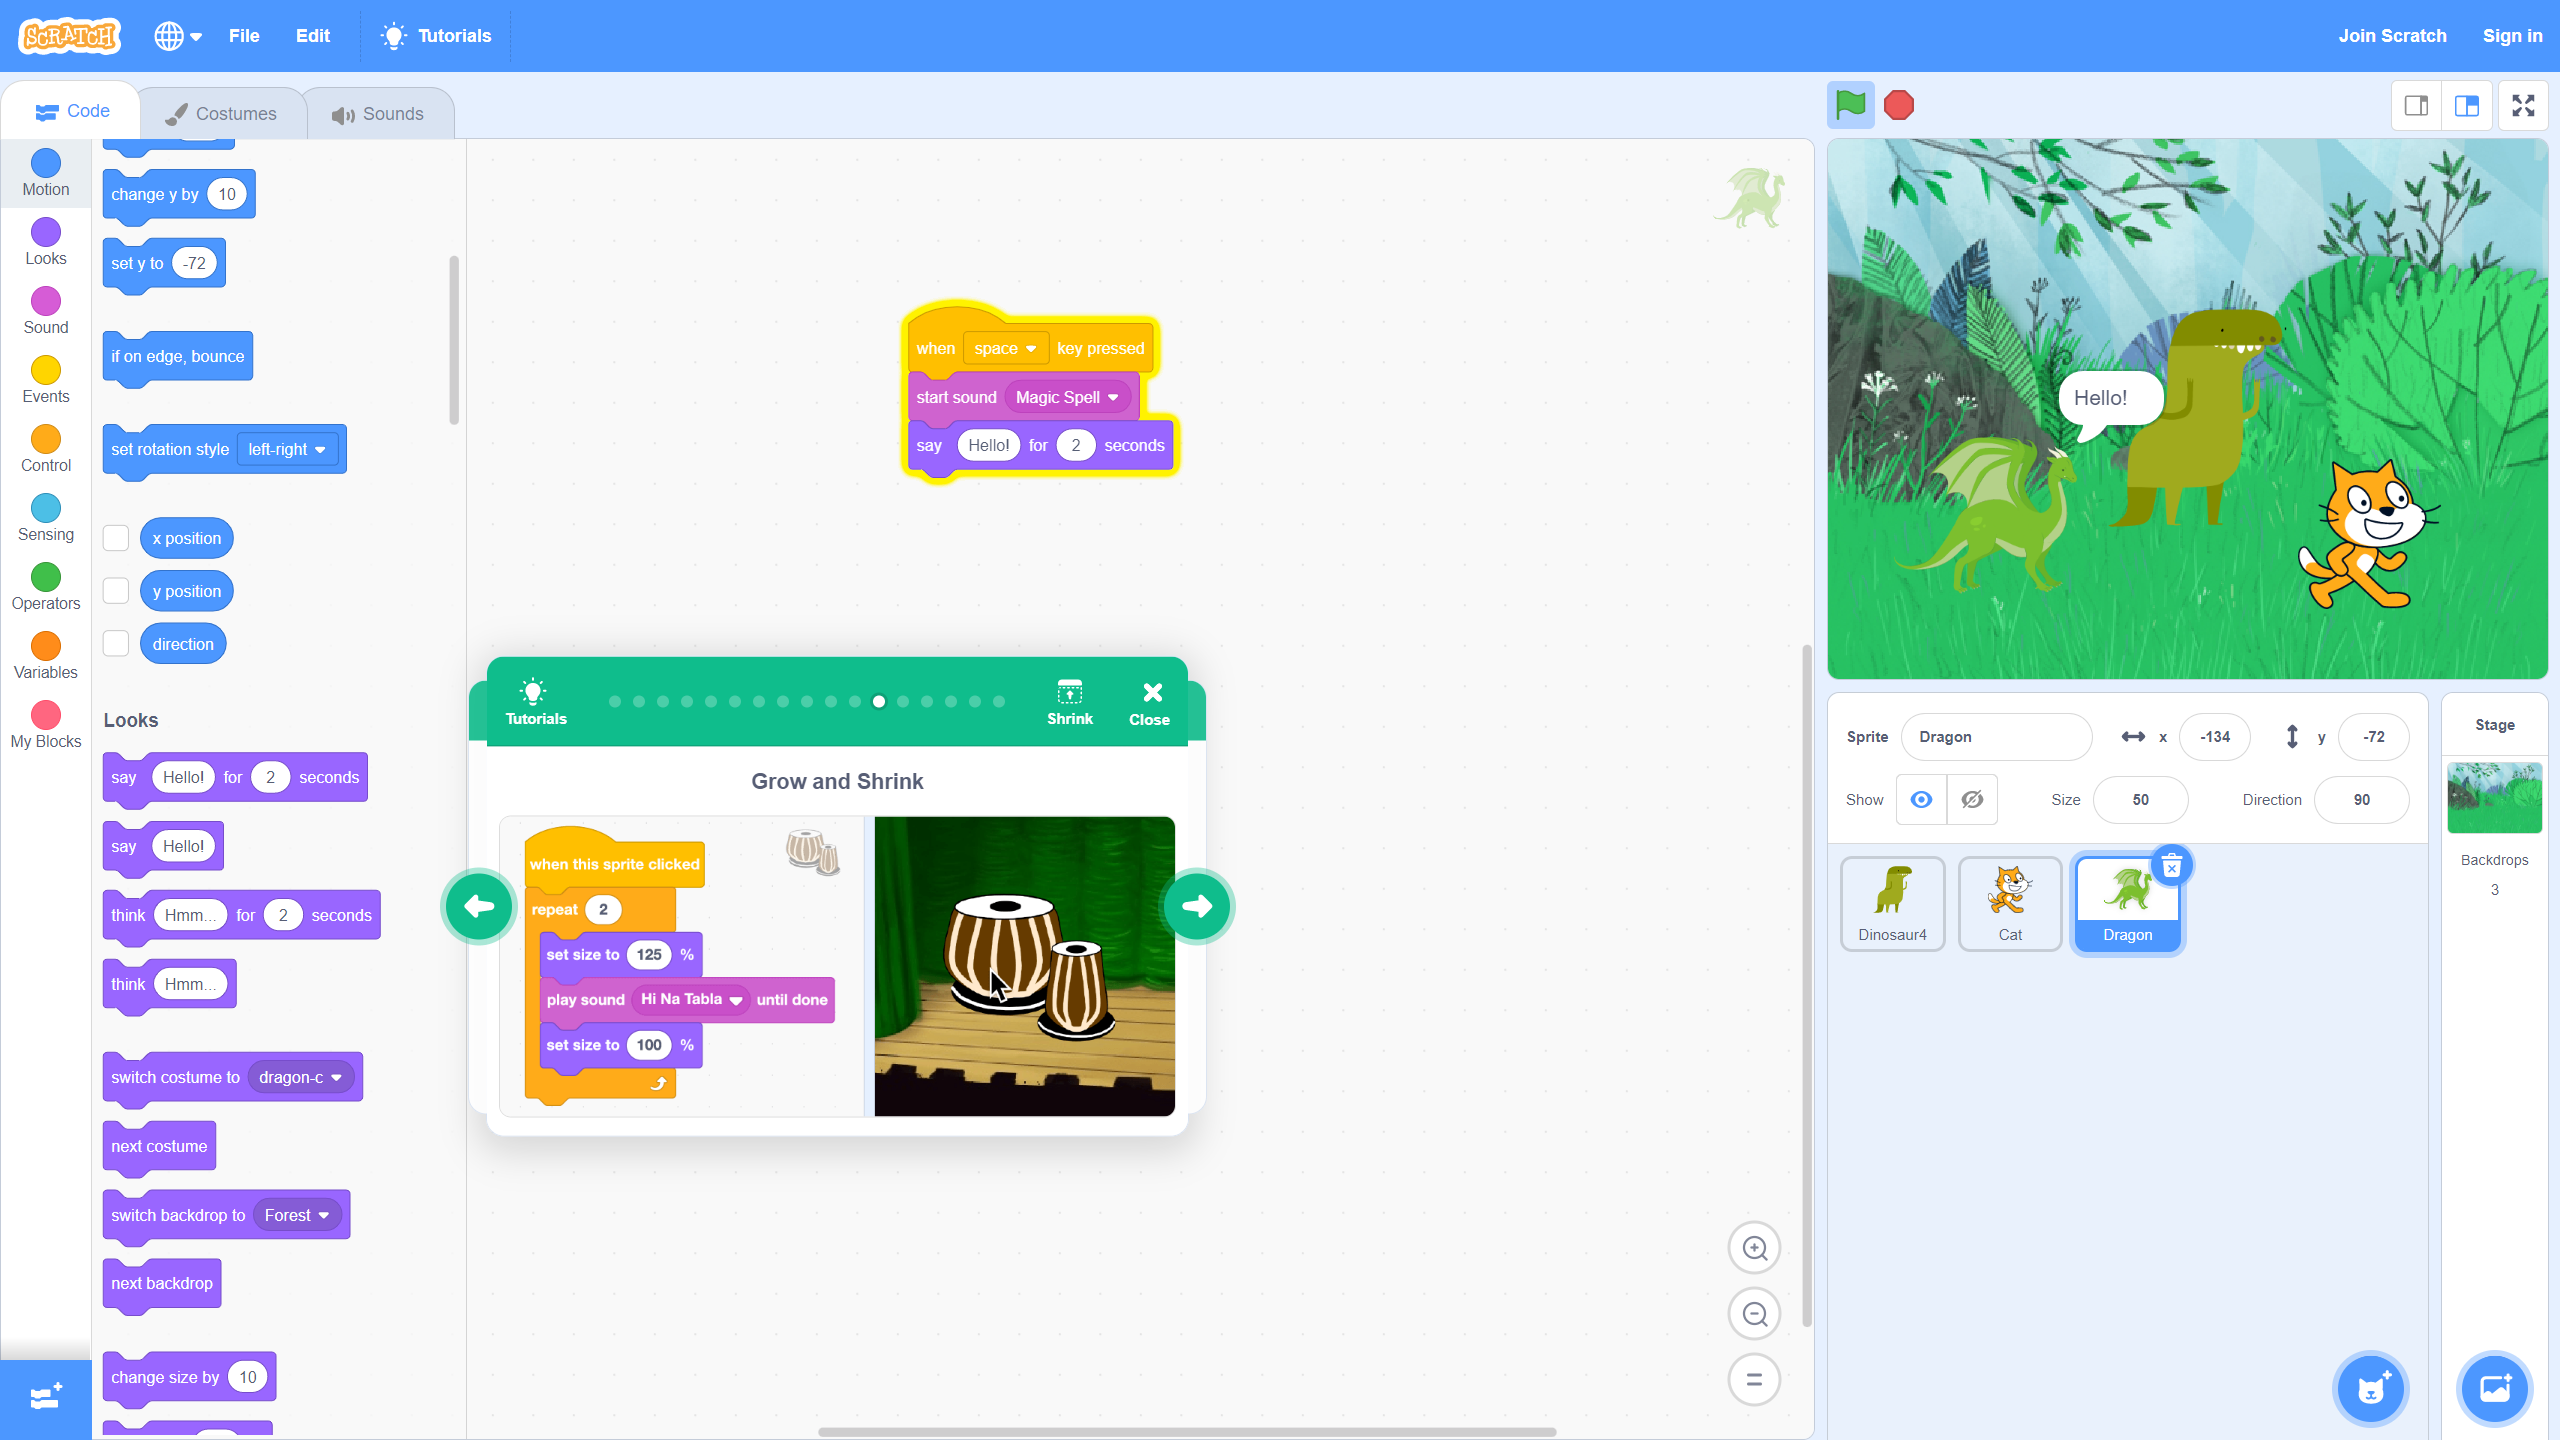 SCRATCH
File
Edit
Tutorials
Join Scratch
Sign in
Code
Costumes
Sounds
Motion
Looks
Sound
Events
Control
Sensing
Operators
Variables
My Blocks
change y by 10
set y to -72
if on edge, bounce
set rotation style left-right
x position
y position
direction
Looks
say Hello! for 2 seconds
say Hello!
think Hmm... for 2 seconds
think Hmm...
switch costume to dragon-c
next costume
switch backdrop to Forest
next backdrop
change size by 10
when space key pressed
start sound Magic Spell
say Hello! for 2 seconds
Tutorials
Shrink
Close
Grow and Shrink
when this sprite clicked
repeat 2
set size to 125 %
play sound Hi Na Tabla until done
set size to 100 %
Hello!
Sprite Dragon x -134 y -72
Show Size 50 Direction 90
Dinosaur4
Cat
Dragon
Stage
Backdrops
3